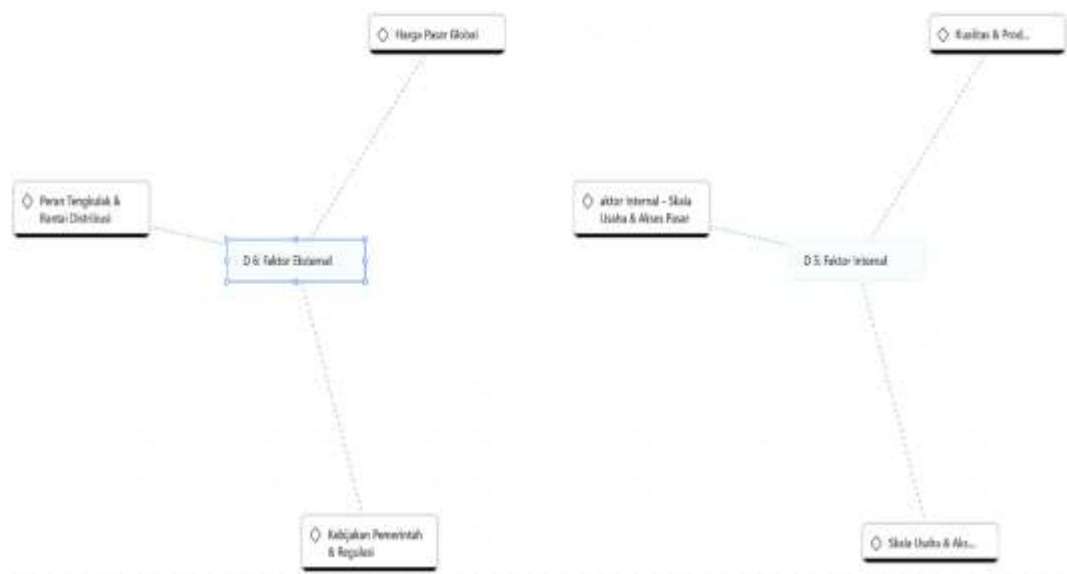 Harga Pasar Global
Peran Tengkulak &
Rantai Distribusi
D 6: Faktor Eksternal
Kebijakan Pemerintah
& Regulasi
Kualitas & Prod...
aktor Internal - Skala
Usaha & Akses Pasar
D 5: Faktor Internal
Skala Usaha & Aks...